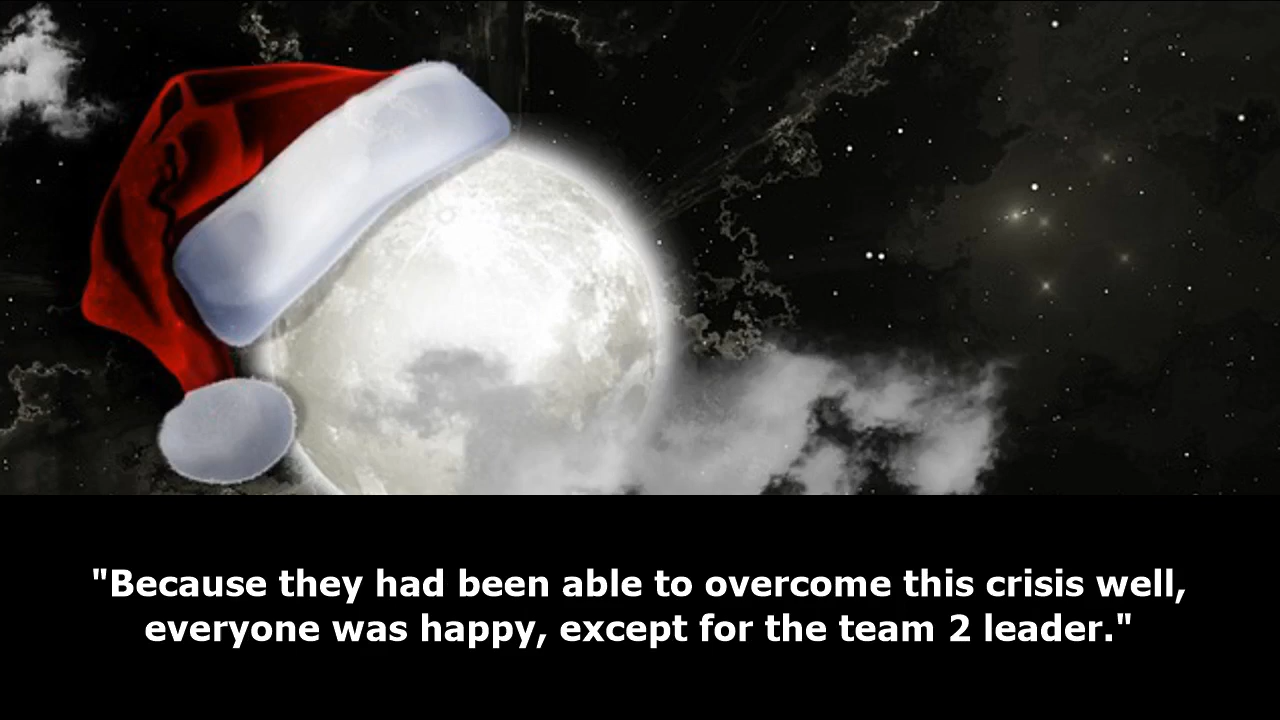 "Because they had been able to overcome this crisis well,
everyone was happy, except for the team 2 leader."